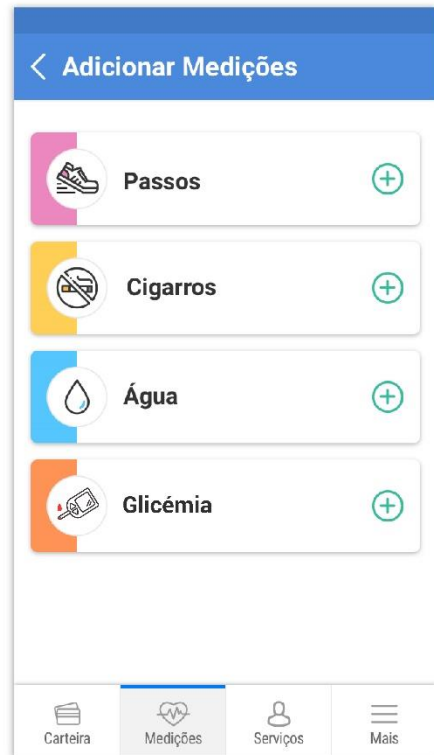 Adicionar Medições
Passos
Cigarros
Água
Glicémia
Carteira
Medições
Serviços
Mais